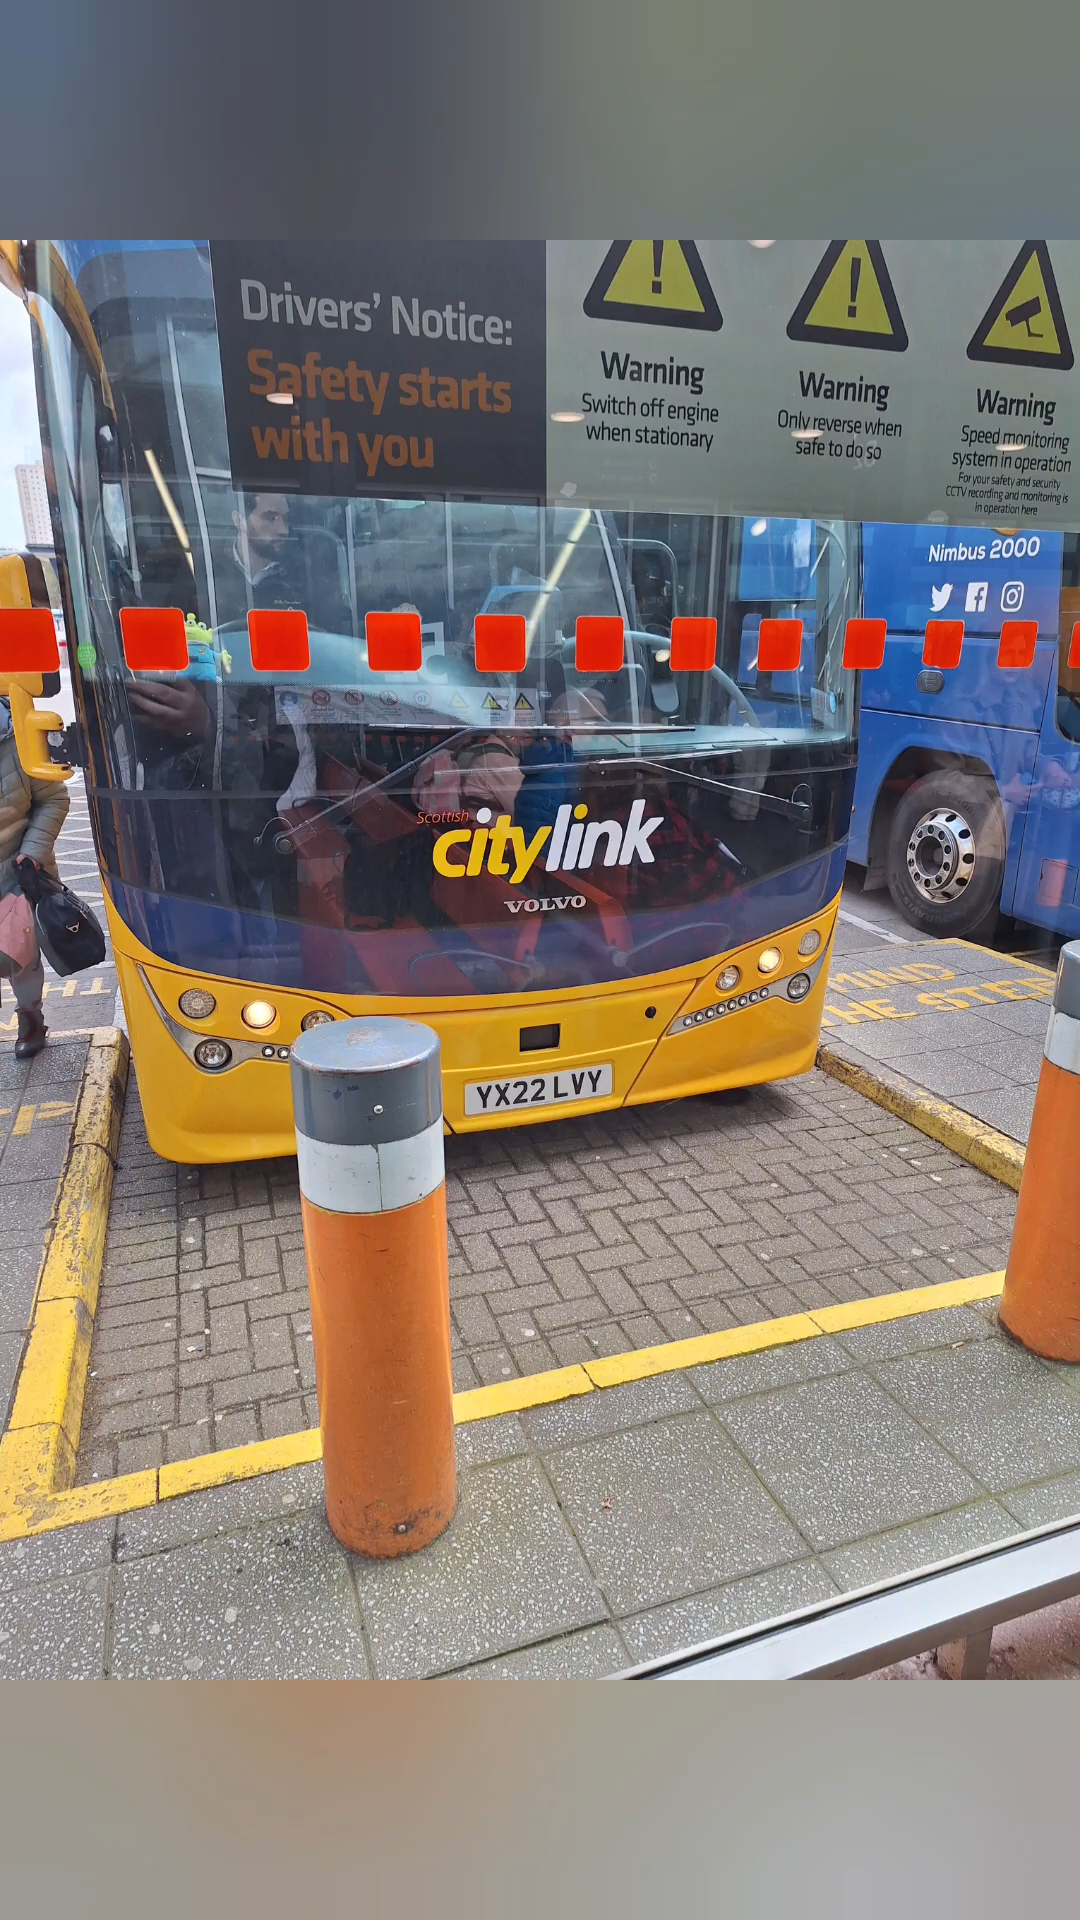 Drivers' Notice:
Safety starts
with you
Warning
Switch off engine
when stationary
Warning
Only reverse when
safe to do so
Warning
Speed monitoring
system in operation
For your safety and security
CCTV recording and monitoring is
in operation here
Nimbus 2000
Scottish
citylink
VOLVO
YX22 LVY
MIND
THE STEP